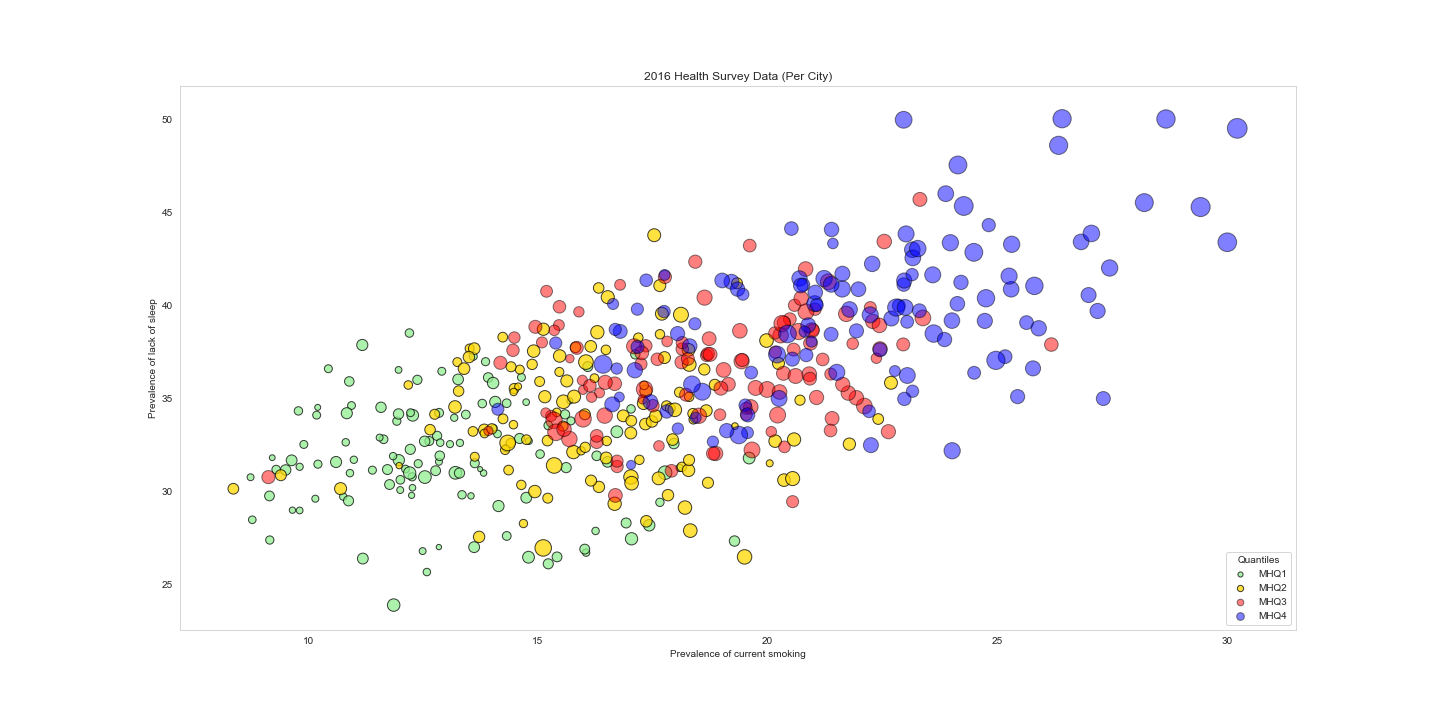 2016 Health Survey Data (Per City)
Prevalence of lack of sleep
50
45
40
35
30
25
10 15 20 25 30
Prevalence of current smoking
Quantiles
MHQ1
MHQ2
MHQ3
MHQ4